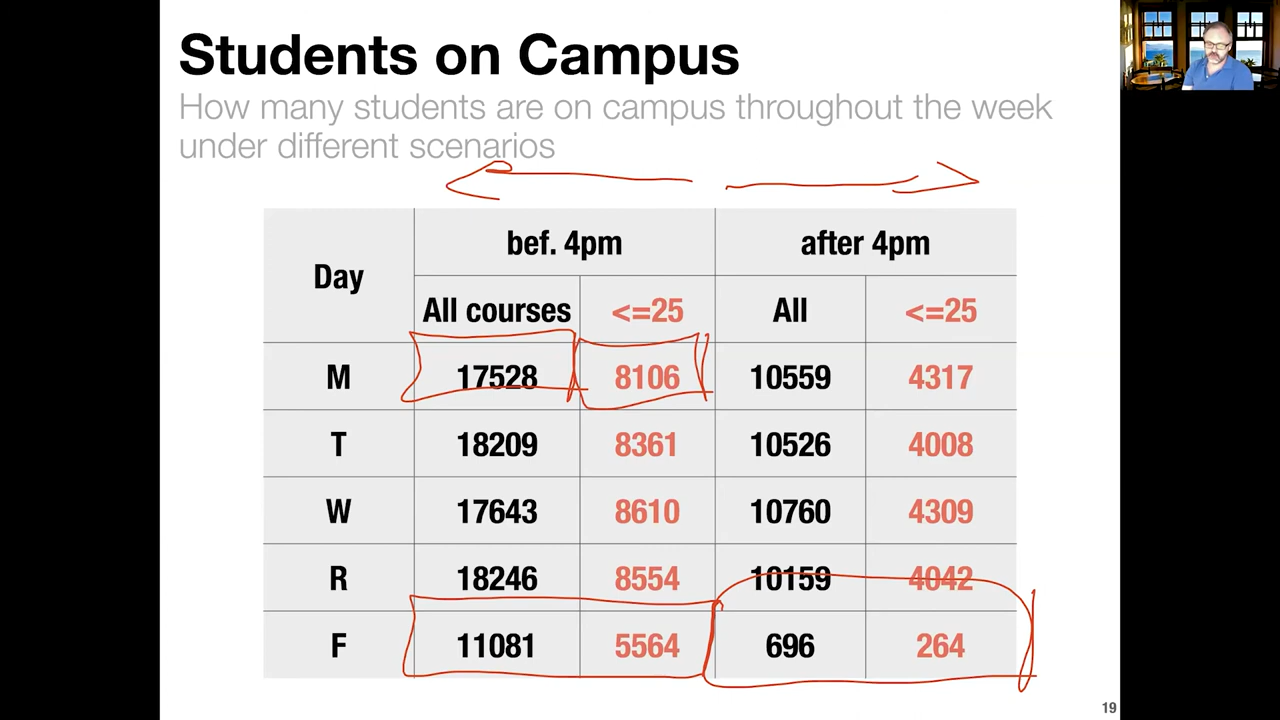 Students on Campus
How many students are on campus throughout the week
under different scenarios
Day bef. 4pm after 4pm
All courses <=25 All <=25
M 17528 8106 10559 4317
T 18209 8361 10526 4008
W 17643 8610 10760 4309
R 18246 8554 10159 4042
F 11081 5564 696 264
19